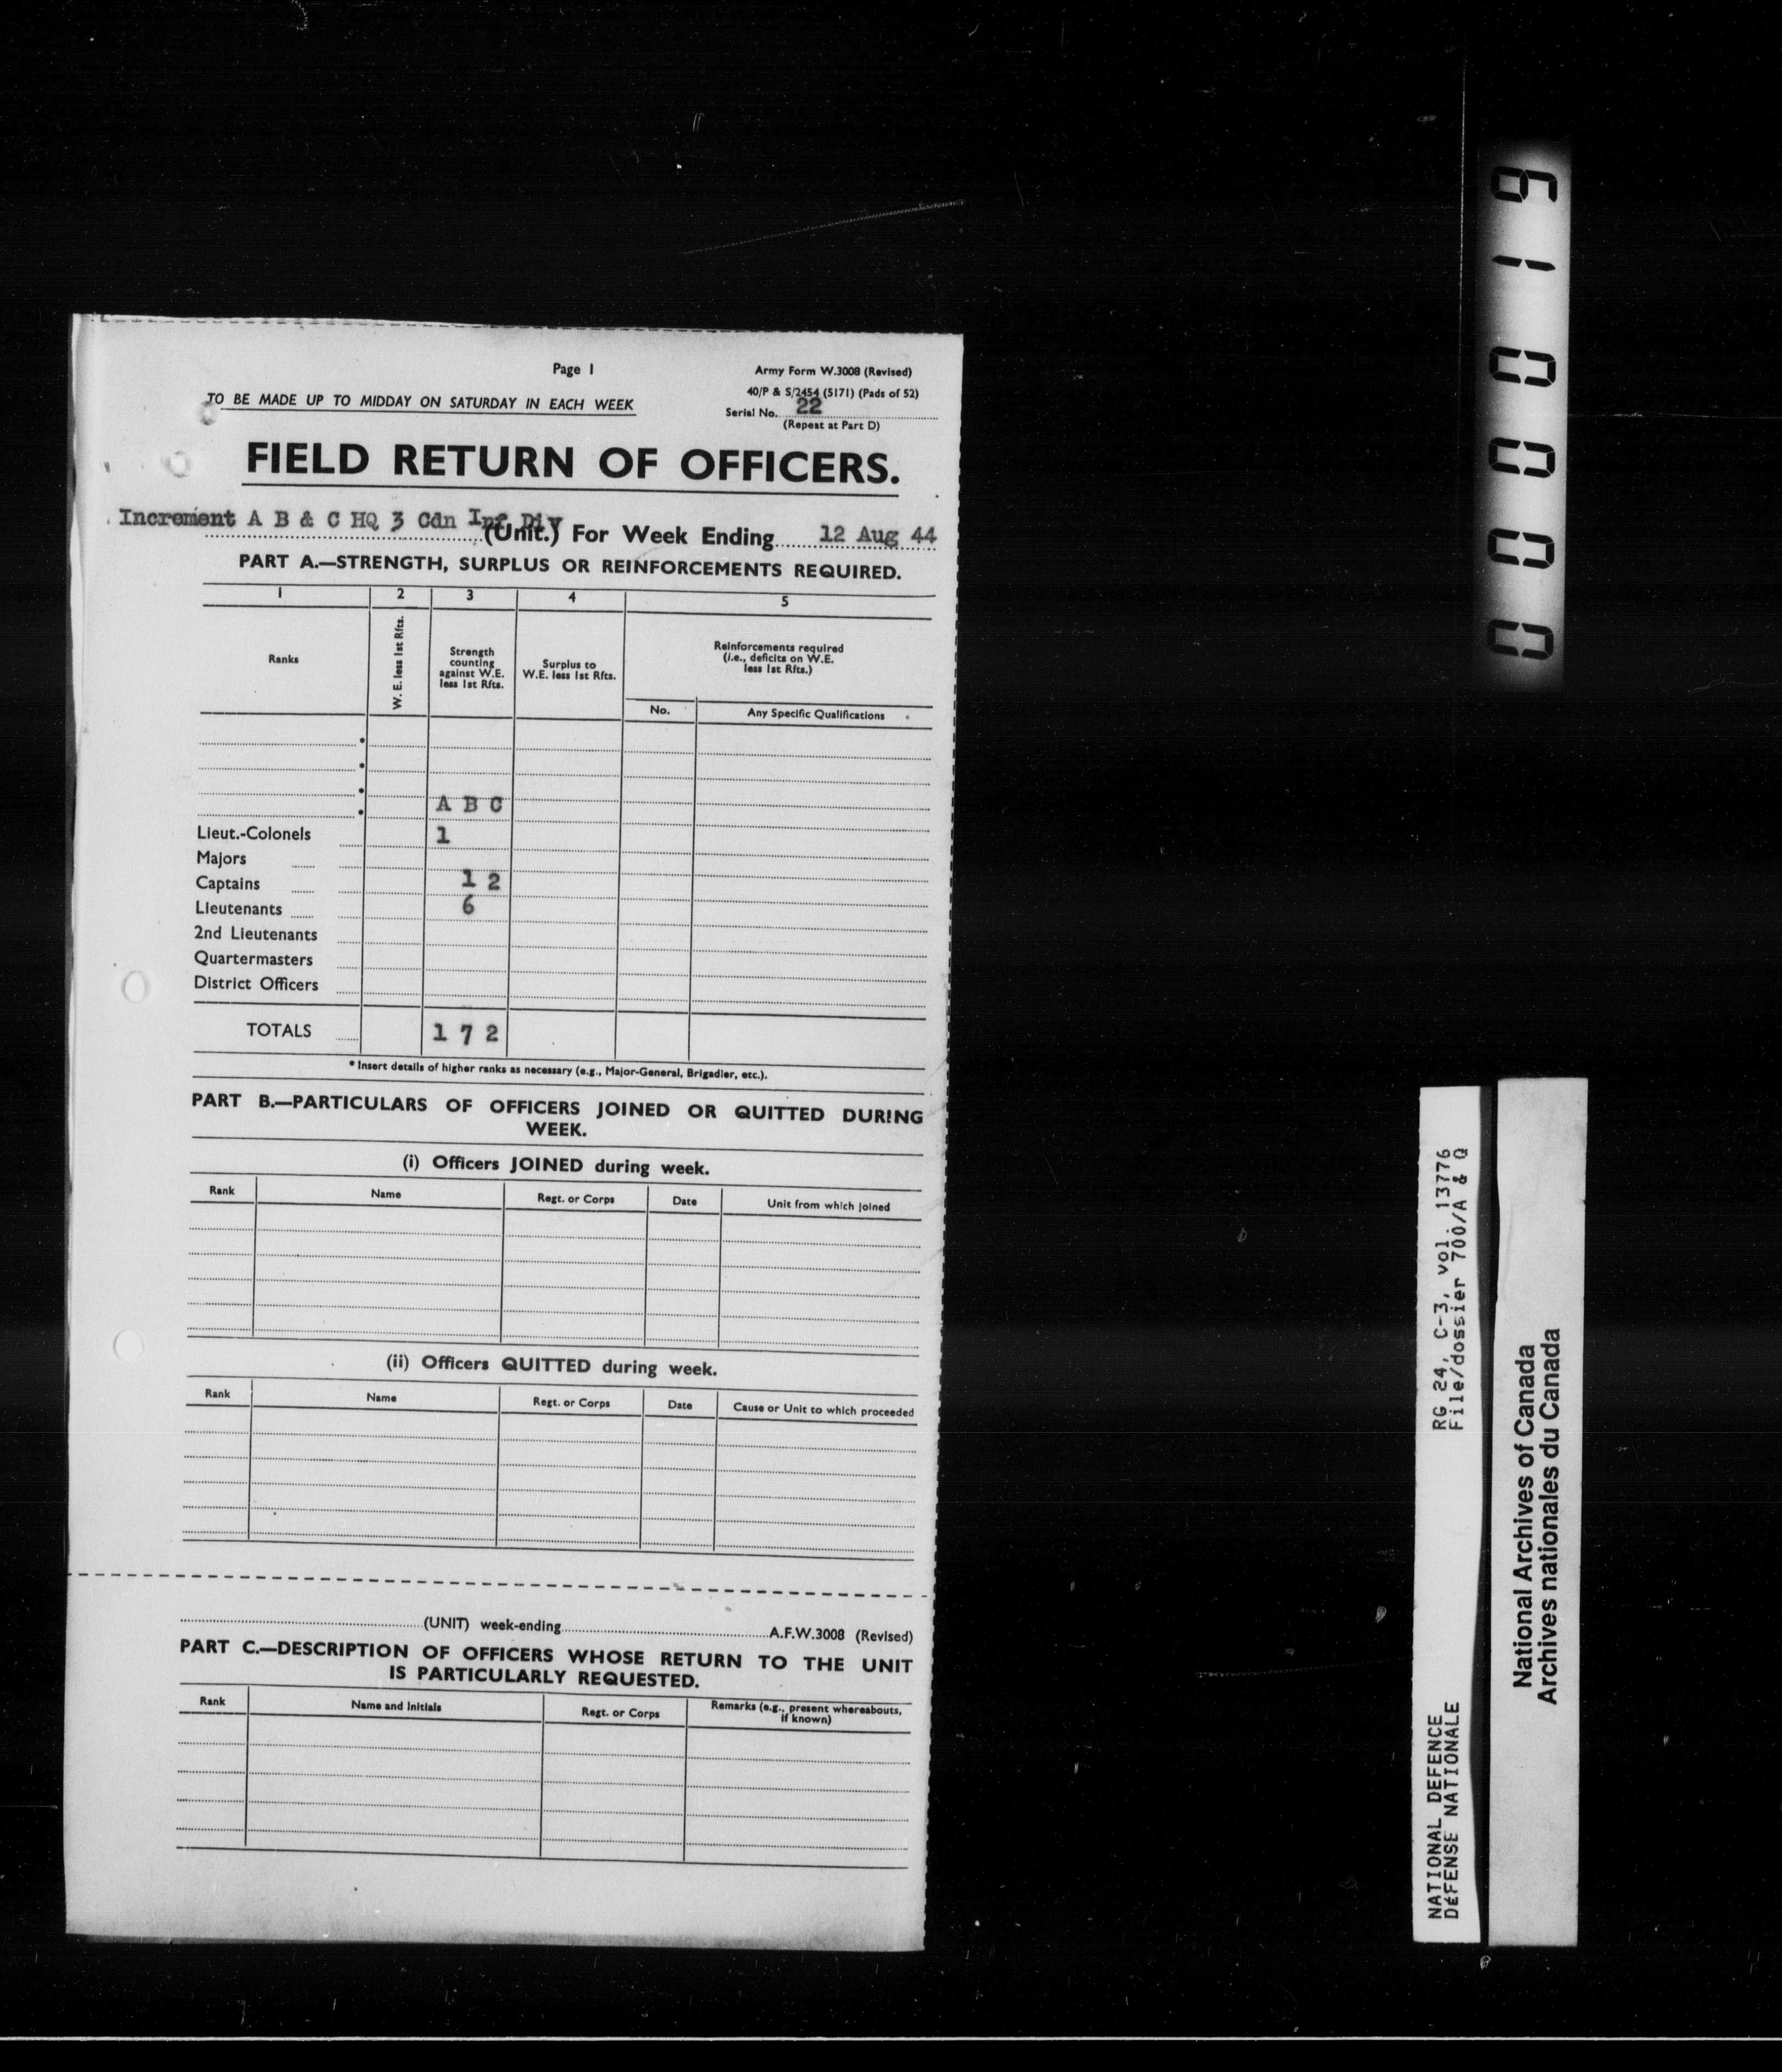 Page 1
Army Form W.3008 (Revised)
40/P & S/2454 (5171) (Pads of 52)
TO BE MADE UP TO MIDDAY ON SATURDAY IN EACH WEEK
Serial No. 22
(Repeat at Part D)
FIELD RETURN OF OFFICERS.
Increment A B & C HQ 3 Cdn Inf Div (Unit.) For Week Ending 12 Aug 44
PART A.—STRENGTH, SURPLUS OR REINFORCEMENTS REQUIRED.
1 2 3 4 5
Ranks
W. E. less 1st Rfts.
Strength
counting
against W.E.
less 1st Rfts.
Surplus to
W.E. less 1st Rfts.
Reinforcements required
(i.e., deficits on W.E.
less 1st Rfts.)
No. Any Specific Qualifications
*
*
*
* A B C
Lieut.-Colonels 1
Majors
Captains 1 2
Lieutenants 6
2nd Lieutenants
Quartermasters
District Officers
TOTALS 1 7 2
* Insert details of higher ranks as necessary (e.g., Major-General, Brigadier, etc.).
PART B.—PARTICULARS OF OFFICERS JOINED OR QUITTED DURING
WEEK.
(i) Officers JOINED during week.
Rank Name Regt. or Corps Date Unit from which joined
(ii) Officers QUITTED during week.
Rank Name Regt. or Corps Date Cause or Unit to which proceeded
(UNIT) week-ending A.F.W.3008 (Revised)
PART C.—DESCRIPTION OF OFFICERS WHOSE RETURN TO THE UNIT
IS PARTICULARLY REQUESTED.
Rank Name and Initials Regt. or Corps Remarks (e.g., present whereabouts,
if known)
000019
NATIONAL DEFENCE RG 24, C-3, vol. 13776
DÉFENSE NATIONALE File/dossier 700/A & Q
National Archives of Canada
Archives nationales du Canada